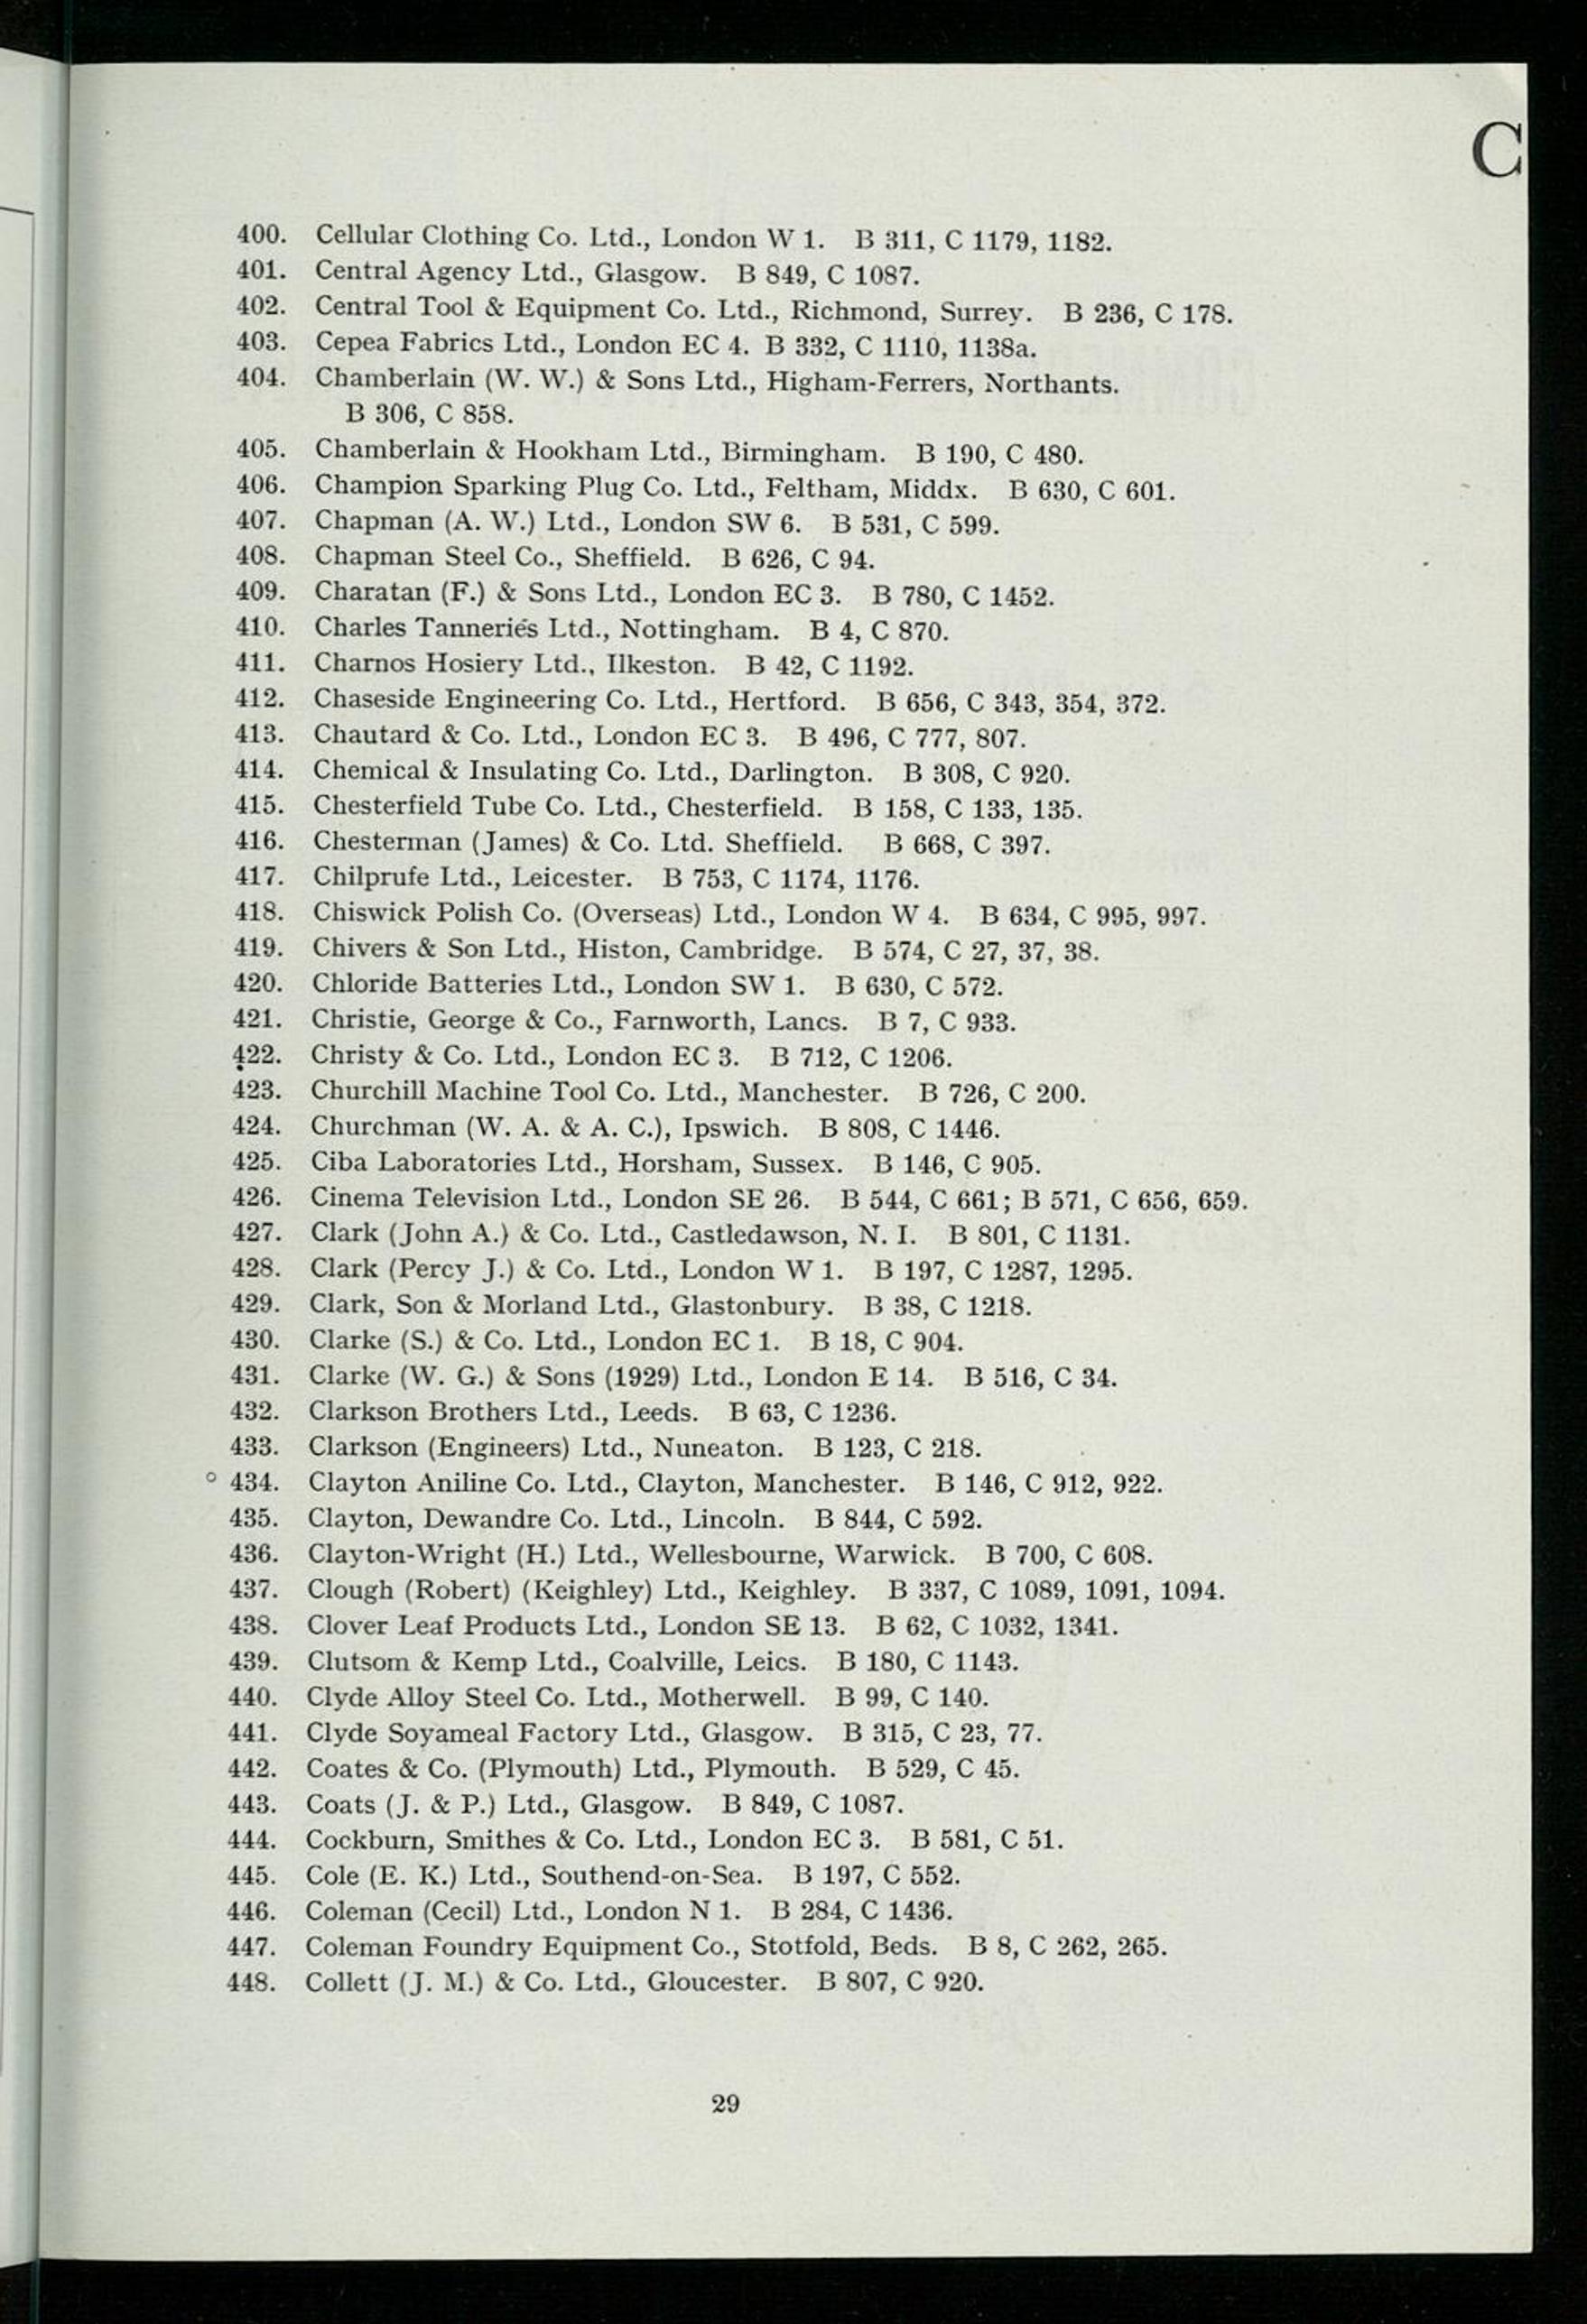 C
400. Cellular Clothing Co. Ltd., London W 1. B 311, C 1179, 1182.
401. Central Agency Ltd., Glasgow. B 849, C 1087.
402. Central Tool & Equipment Co. Ltd., Richmond, Surrey. B 236, C 178.
403. Cepea Fabrics Ltd., London EC 4. B 332, C 1110, 1138a.
404. Chamberlain (W. W.) & Sons Ltd., Higham-Ferrers, Northants.
B 306, C 858.
405. Chamberlain & Hookham Ltd., Birmingham. B 190, C 480.
406. Champion Sparking Plug Co. Ltd., Feltham, Middx. B 630, C 601.
407. Chapman (A. W.) Ltd., London SW 6. B 531, C 599.
408. Chapman Steel Co., Sheffield. B 626, C 94.
409. Charatan (F.) & Sons Ltd., London EC 3. B 780, C 1452.
410. Charles Tanneries Ltd., Nottingham. B 4, C 870.
411. Charnos Hosiery Ltd., Ilkeston. B 42, C 1192.
412. Chaseside Engineering Co. Ltd., Hertford. B 656, C 343, 354, 372.
413. Chautard & Co. Ltd., London EC 3. B 496, C 777, 807.
414. Chemical & Insulating Co. Ltd., Darlington. B 308, C 920.
415. Chesterfield Tube Co. Ltd., Chesterfield. B 158, C 133, 135.
416. Chesterman (James) & Co. Ltd. Sheffield. B 668, C 397.
417. Chilprufe Ltd., Leicester. B 753, C 1174, 1176.
418. Chiswick Polish Co. (Overseas) Ltd., London W 4. B 634, C 995, 997.
419. Chivers & Son Ltd., Histon, Cambridge. B 574, C 27, 37, 38.
420. Chloride Batteries Ltd., London SW 1. B 630, C 572.
421. Christie, George & Co., Farnworth, Lancs. B 7, C 933.
422. Christy & Co. Ltd., London EC 3. B 712, C 1206.
423. Churchill Machine Tool Co. Ltd., Manchester. B 726, C 200.
424. Churchman (W. A. & A. C.), Ipswich. B 808, C 1446.
425. Ciba Laboratories Ltd., Horsham, Sussex. B 146, C 905.
426. Cinema Television Ltd., London SE 26. B 544, C 661; B 571, C 656, 659.
427. Clark (John A.) & Co. Ltd., Castledawson, N. I. B 801, C 1131.
428. Clark (Percy J.) & Co. Ltd., London W 1. B 197, C 1287, 1295.
429. Clark, Son & Morland Ltd., Glastonbury. B 38, C 1218.
430. Clarke (S.) & Co. Ltd., London EC 1. B 18, C 904.
431. Clarke (W. G.) & Sons (1929) Ltd., London E 14. B 516, C 34.
432. Clarkson Brothers Ltd., Leeds. B 63, C 1236.
433. Clarkson (Engineers) Ltd., Nuneaton. B 123, C 218.
° 434. Clayton Aniline Co. Ltd., Clayton, Manchester. B 146, C 912, 922.
435. Clayton, Dewandre Co. Ltd., Lincoln. B 844, C 592.
436. Clayton-Wright (H.) Ltd., Wellesbourne, Warwick. B 700, C 608.
437. Clough (Robert) (Keighley) Ltd., Keighley. B 337, C 1089, 1091, 1094.
438. Clover Leaf Products Ltd., London SE 13. B 62, C 1032, 1341.
439. Clutsom & Kemp Ltd., Coalville, Leics. B 180, C 1143.
440. Clyde Alloy Steel Co. Ltd., Motherwell. B 99, C 140.
441. Clyde Soyameal Factory Ltd., Glasgow. B 315, C 23, 77.
442. Coates & Co. (Plymouth) Ltd., Plymouth. B 529, C 45.
443. Coats (J. & P.) Ltd., Glasgow. B 849, C 1087.
444. Cockburn, Smithes & Co. Ltd., London EC 3. B 581, C 51.
445. Cole (E. K.) Ltd., Southend-on-Sea. B 197, C 552.
446. Coleman (Cecil) Ltd., London N 1. B 284, C 1436.
447. Coleman Foundry Equipment Co., Stotfold, Beds. B 8, C 262, 265.
448. Collett (J. M.) & Co. Ltd., Gloucester. B 807, C 920.
29